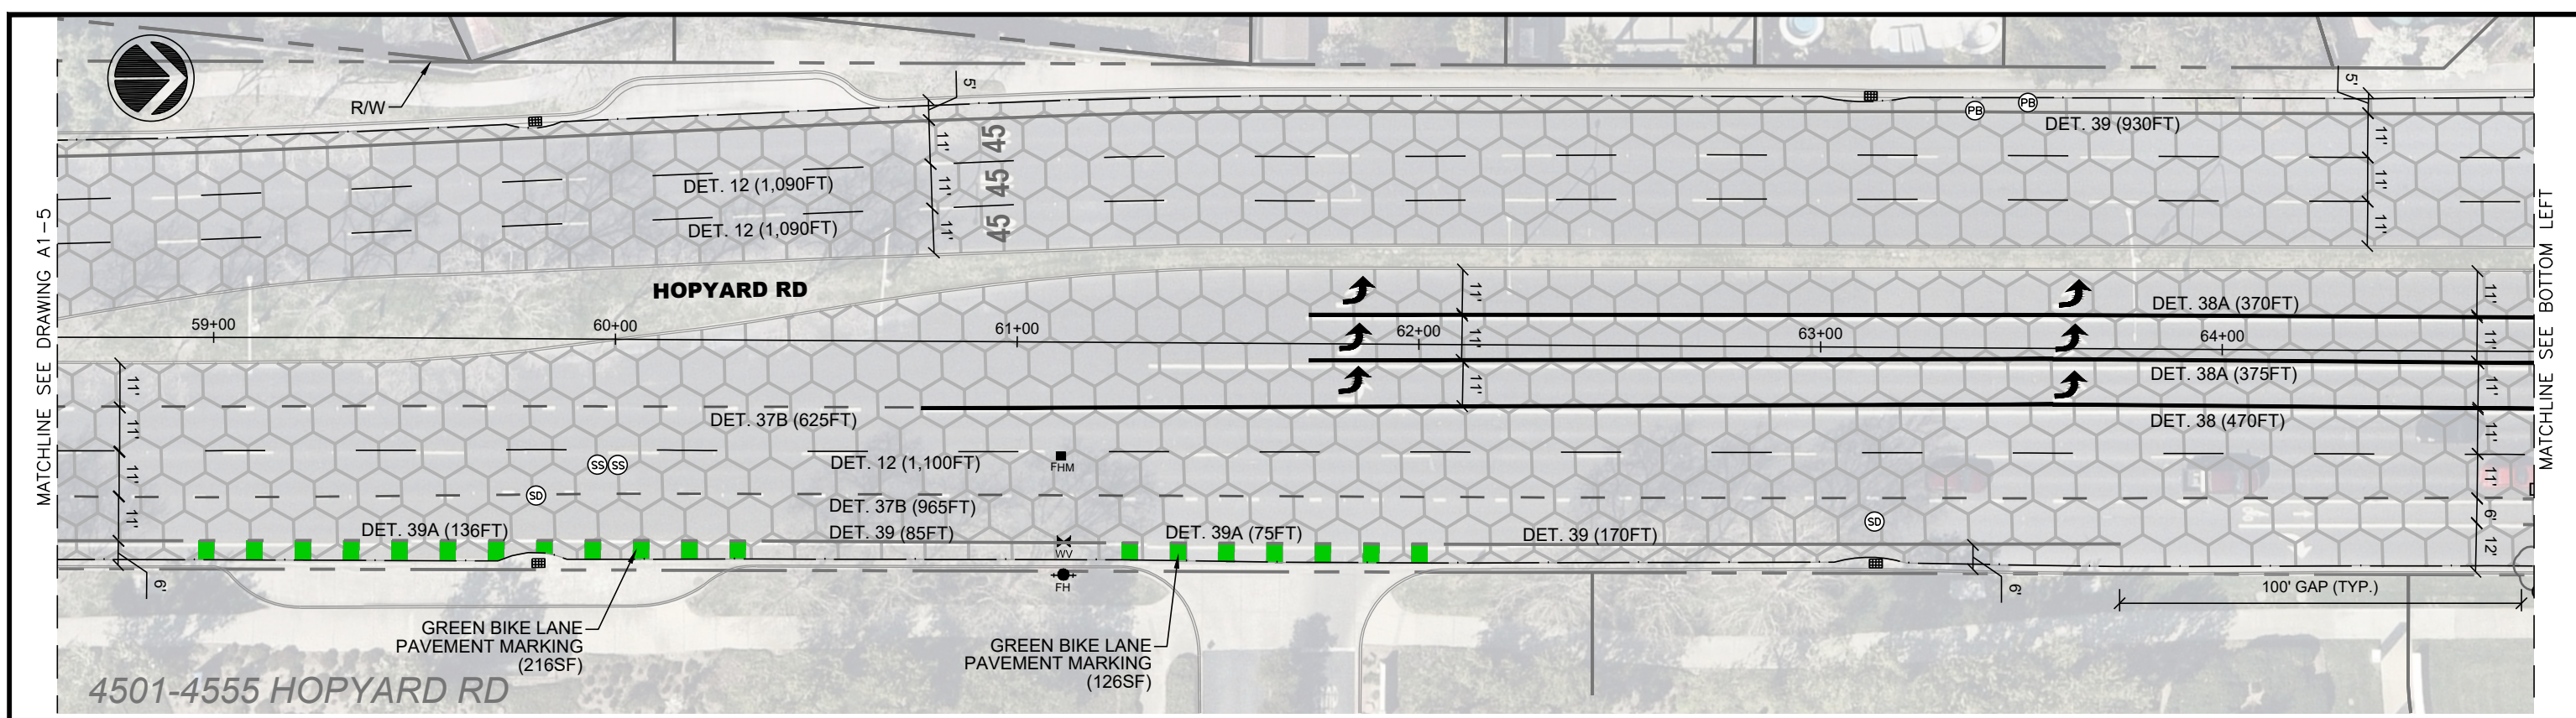 R/W
5'
5'
PB
PB
DET. 39 (930FT)
11'
11'
11'
45
45
45
11'
11'
11'
DET. 12 (1,090FT)
DET. 12 (1,090FT)
MATCHLINE SEE DRAWING A1-5
MATCHLINE SEE BOTTOM LEFT
HOPYARD RD
59+00
60+00
61+00
62+00
63+00
64+00
11'
11'
11'
DET. 38A (370FT)
11'
11'
11'
11'
11'
6'
12'
DET. 38A (375FT)
DET. 38 (470FT)
11'
11'
11'
11'
DET. 37B (625FT)
SS
SS
DET. 12 (1,100FT)
FHM
SD
DET. 37B (965FT)
SD
DET. 39A (136FT)
DET. 39 (85FT)
DET. 39A (75FT)
DET. 39 (170FT)
WV
FH
6'
6'
100' GAP (TYP.)
GREEN BIKE LANE
PAVEMENT MARKING
(216SF)
GREEN BIKE LANE
PAVEMENT MARKING
(126SF)
4501-4555 HOPYARD RD